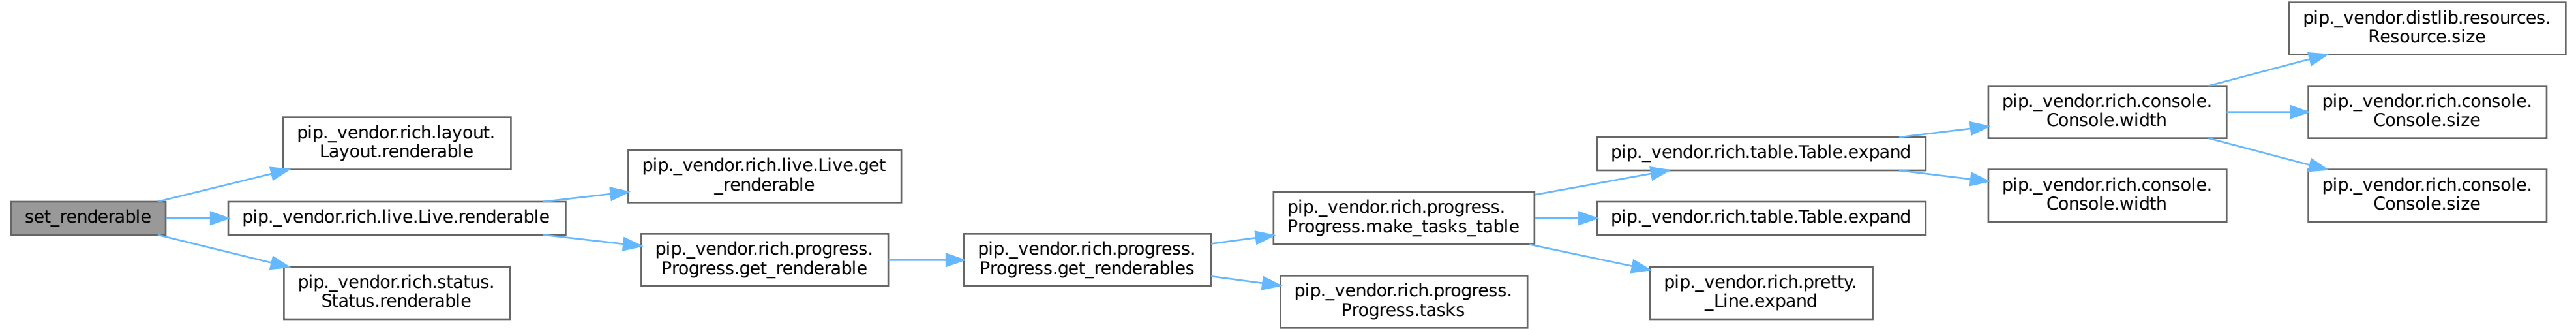 set_renderable
pip._vendor.rich.layout.
Layout.renderable
pip._vendor.rich.live.Live.renderable
pip._vendor.rich.status.
Status.renderable
pip._vendor.rich.live.Live.get
_renderable
pip._vendor.rich.progress.
Progress.get_renderable
pip._vendor.rich.progress.
Progress.get_renderables
pip._vendor.rich.progress.
Progress.make_tasks_table
pip._vendor.rich.progress.
Progress.tasks
pip._vendor.rich.table.Table.expand
pip._vendor.rich.table.Table.expand
pip._vendor.rich.pretty.
_Line.expand
pip._vendor.rich.console.
Console.width
pip._vendor.rich.console.
Console.width
pip._vendor.distlib.resources.
Resource.size
pip._vendor.rich.console.
Console.size
pip._vendor.rich.console.
Console.size